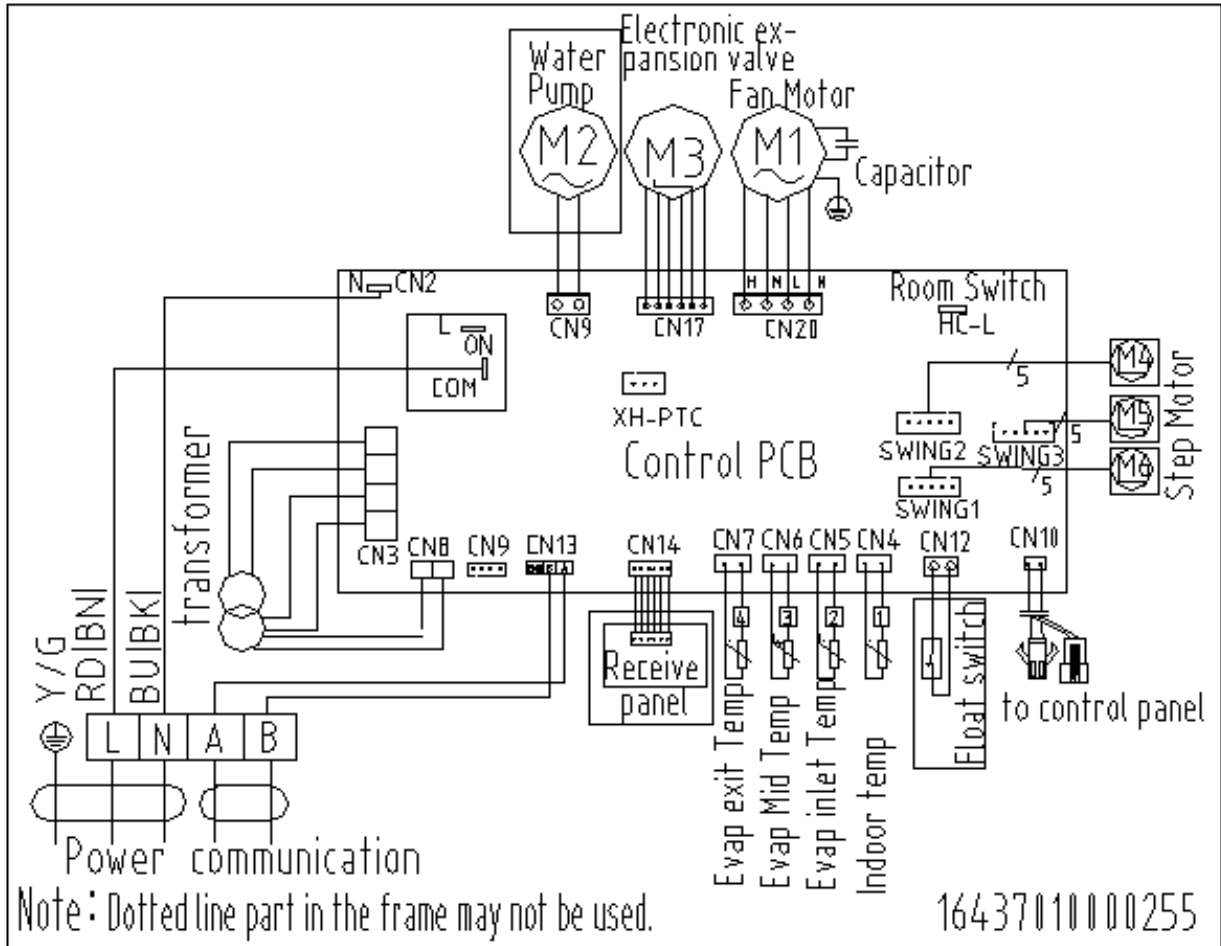 Electronic ex-
pansion valve
Water
Pump
Fan Motor
M2
M3
M1
Capacitor
N CN2
H N L N
Room Switch
HC-L
CN9
CN17
CN20
L
ON
COM
XH-PTC
Control PCB
SWING2
SWING3
SWING1
5
5
5
M4
M5
M6
Step Motor
transformer
CN3
CN8
CN9
CN13
CN14
CN7
CN6
CN5
CN4
CN12
CN10
4
3
2
1
Receive
panel
Evap exit Temp
Evap Mid Temp
Evap inlet Temp
Indoor temp
Float switch
to control panel
Y/G
RD(BN)
BU(BK)
L N A B
Power communication
Note: Dotted line part in the frame may not be used.
16437010000255